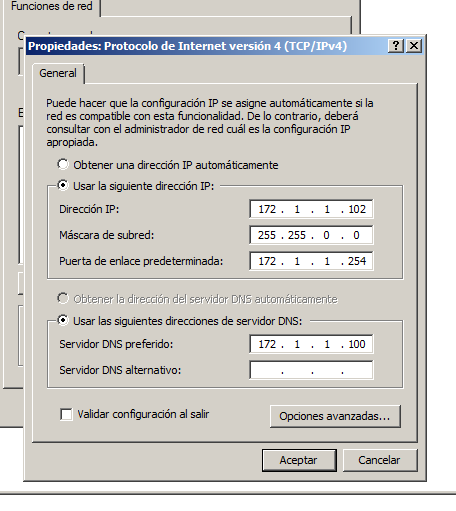 Funciones de red
Propiedades: Protocolo de Internet versión 4 (TCP/IPv4)
General
Puede hacer que la configuración IP se asigne automáticamente si la
red es compatible con esta funcionalidad. De lo contrario, deberá
consultar con el administrador de red cuál es la configuración IP
apropiada.
Obtener una dirección IP automáticamente
Usar la siguiente dirección IP:
Dirección IP: 172 . 1 . 1 . 102
Máscara de subred: 255 . 255 . 0 . 0
Puerta de enlace predeterminada: 172 . 1 . 1 . 254
Obtener la dirección del servidor DNS automáticamente
Usar las siguientes direcciones de servidor DNS:
Servidor DNS preferido: 172 . 1 . 1 . 100
Servidor DNS alternativo: . . .
Validar configuración al salir
Opciones avanzadas...
Aceptar Cancelar